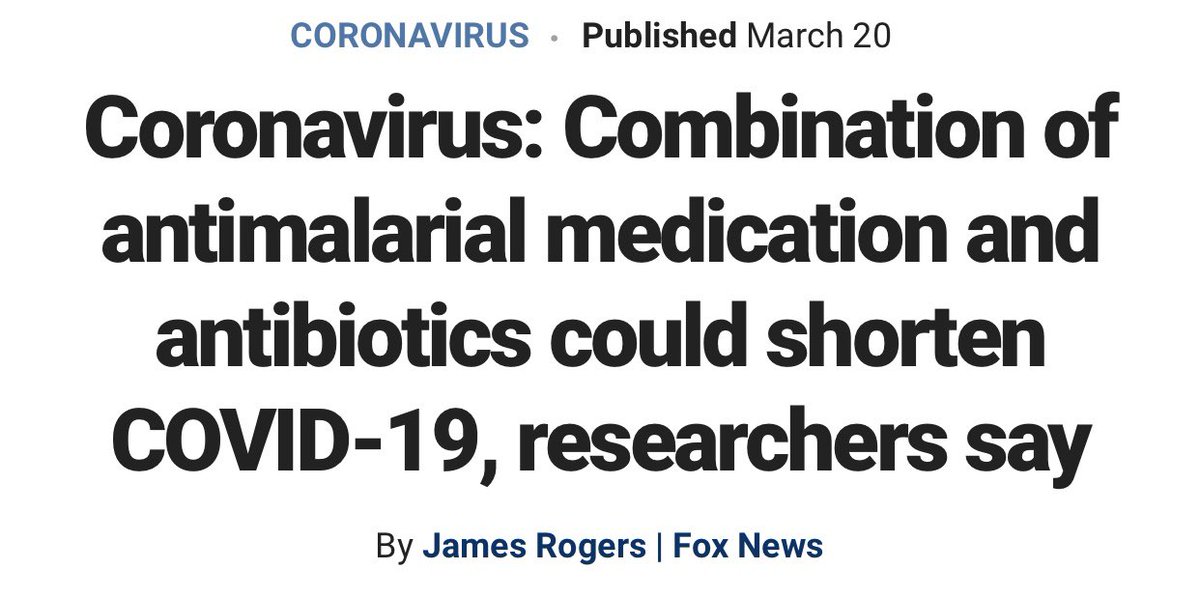 CORONAVIRUS · Published March 20
Coronavirus: Combination of
antimalarial medication and
antibiotics could shorten
COVID-19, researchers say
By James Rogers | Fox News